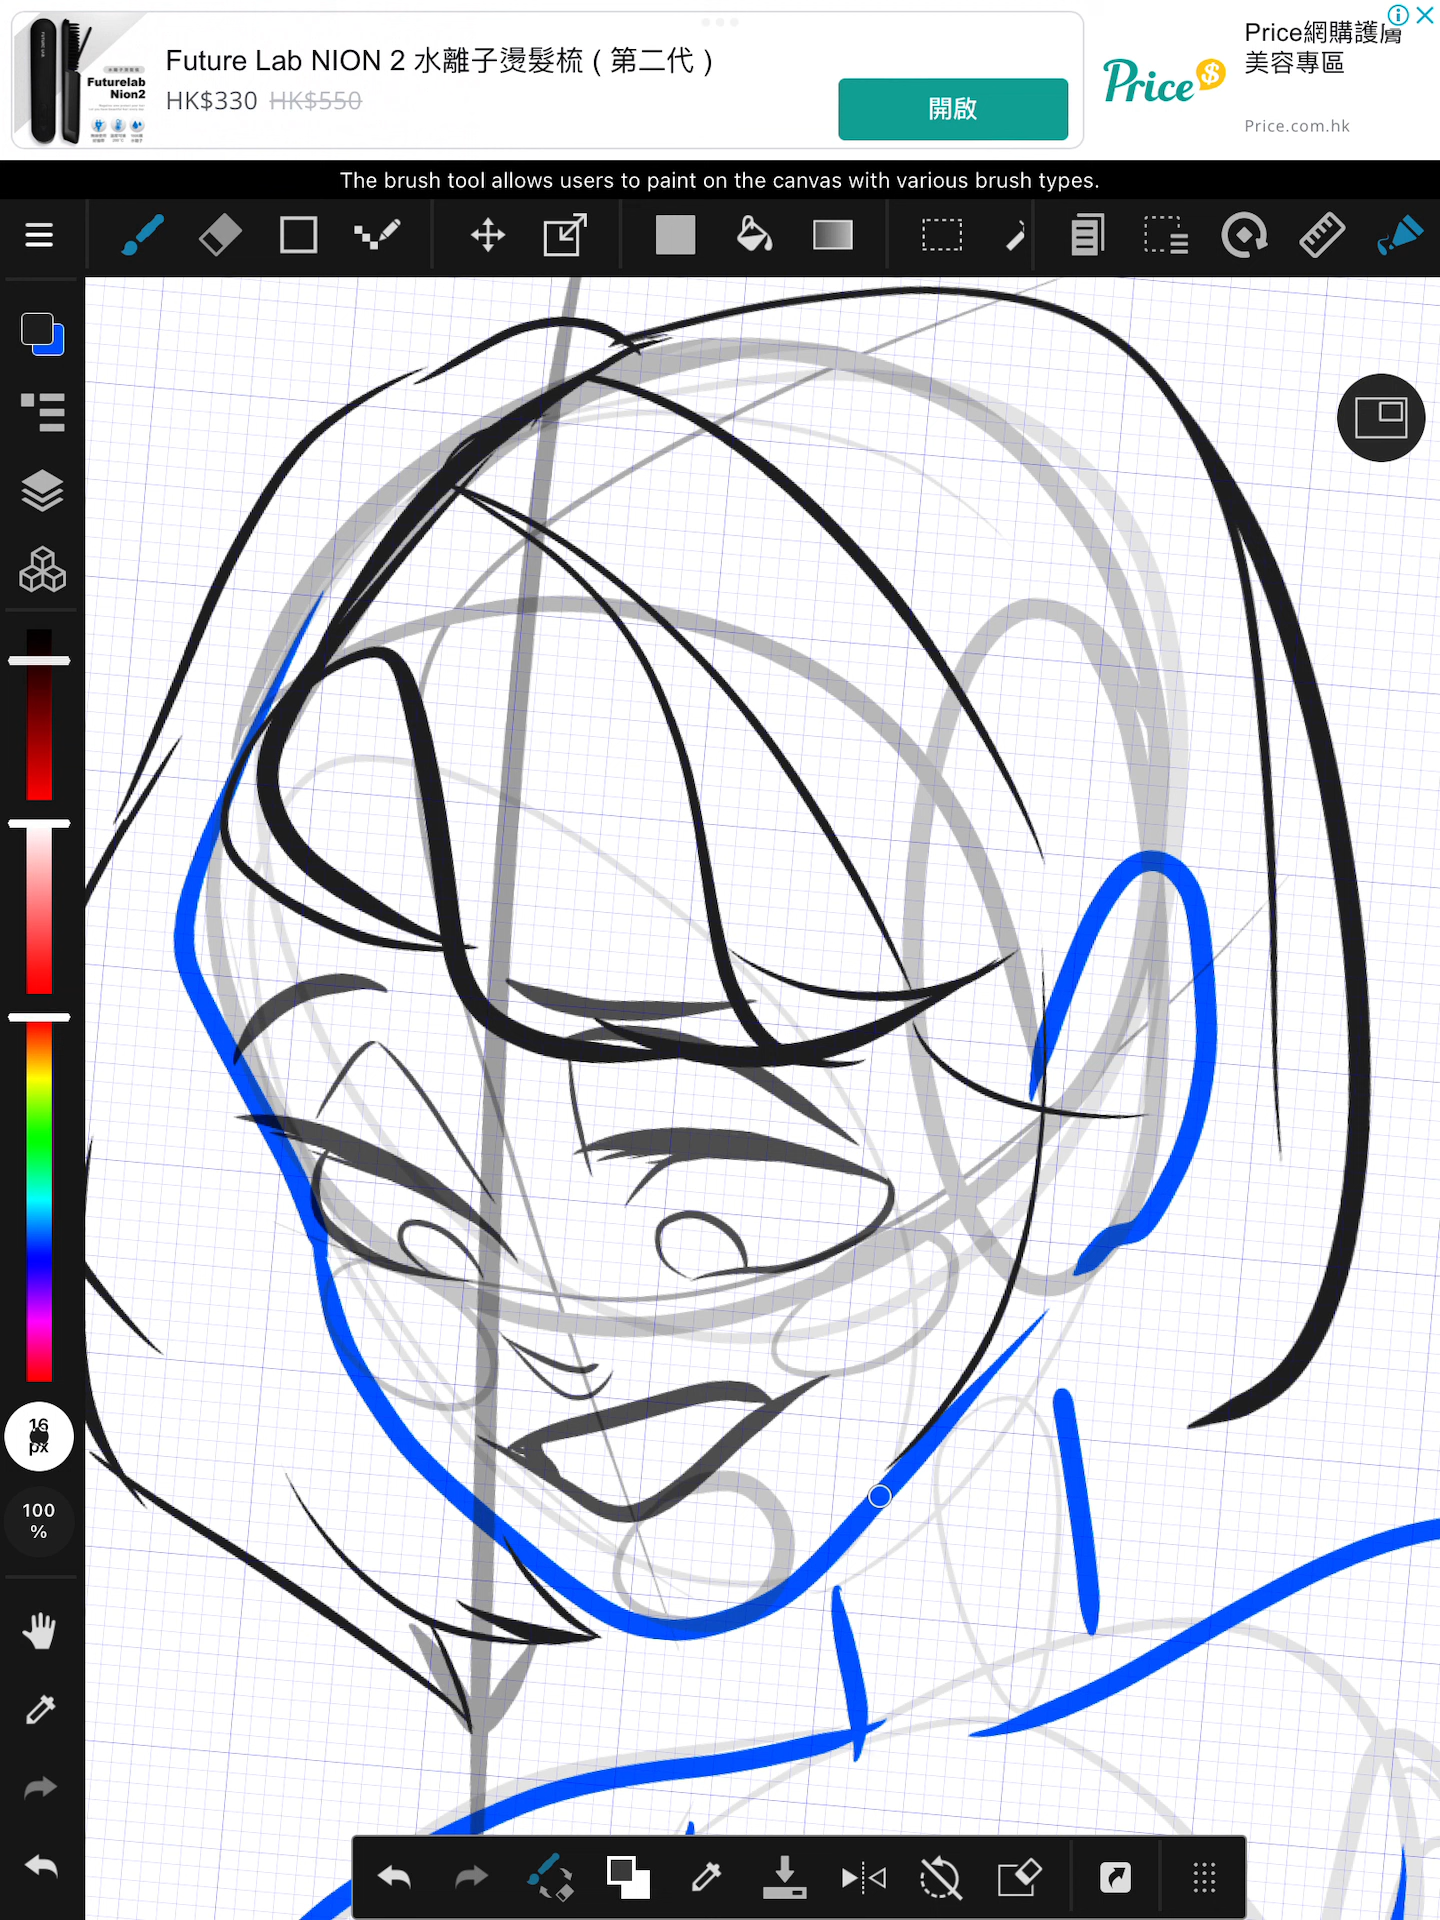 Future Lab NION 2 水離子燙髮梳 ( 第二代 )
HK$330 HK$550
開啟
Futurelab
Nion2
Price
$
Price網購護膚
美容專區
Price.com.hk
The brush tool allows users to paint on the canvas with various brush types.
16
px
100
%